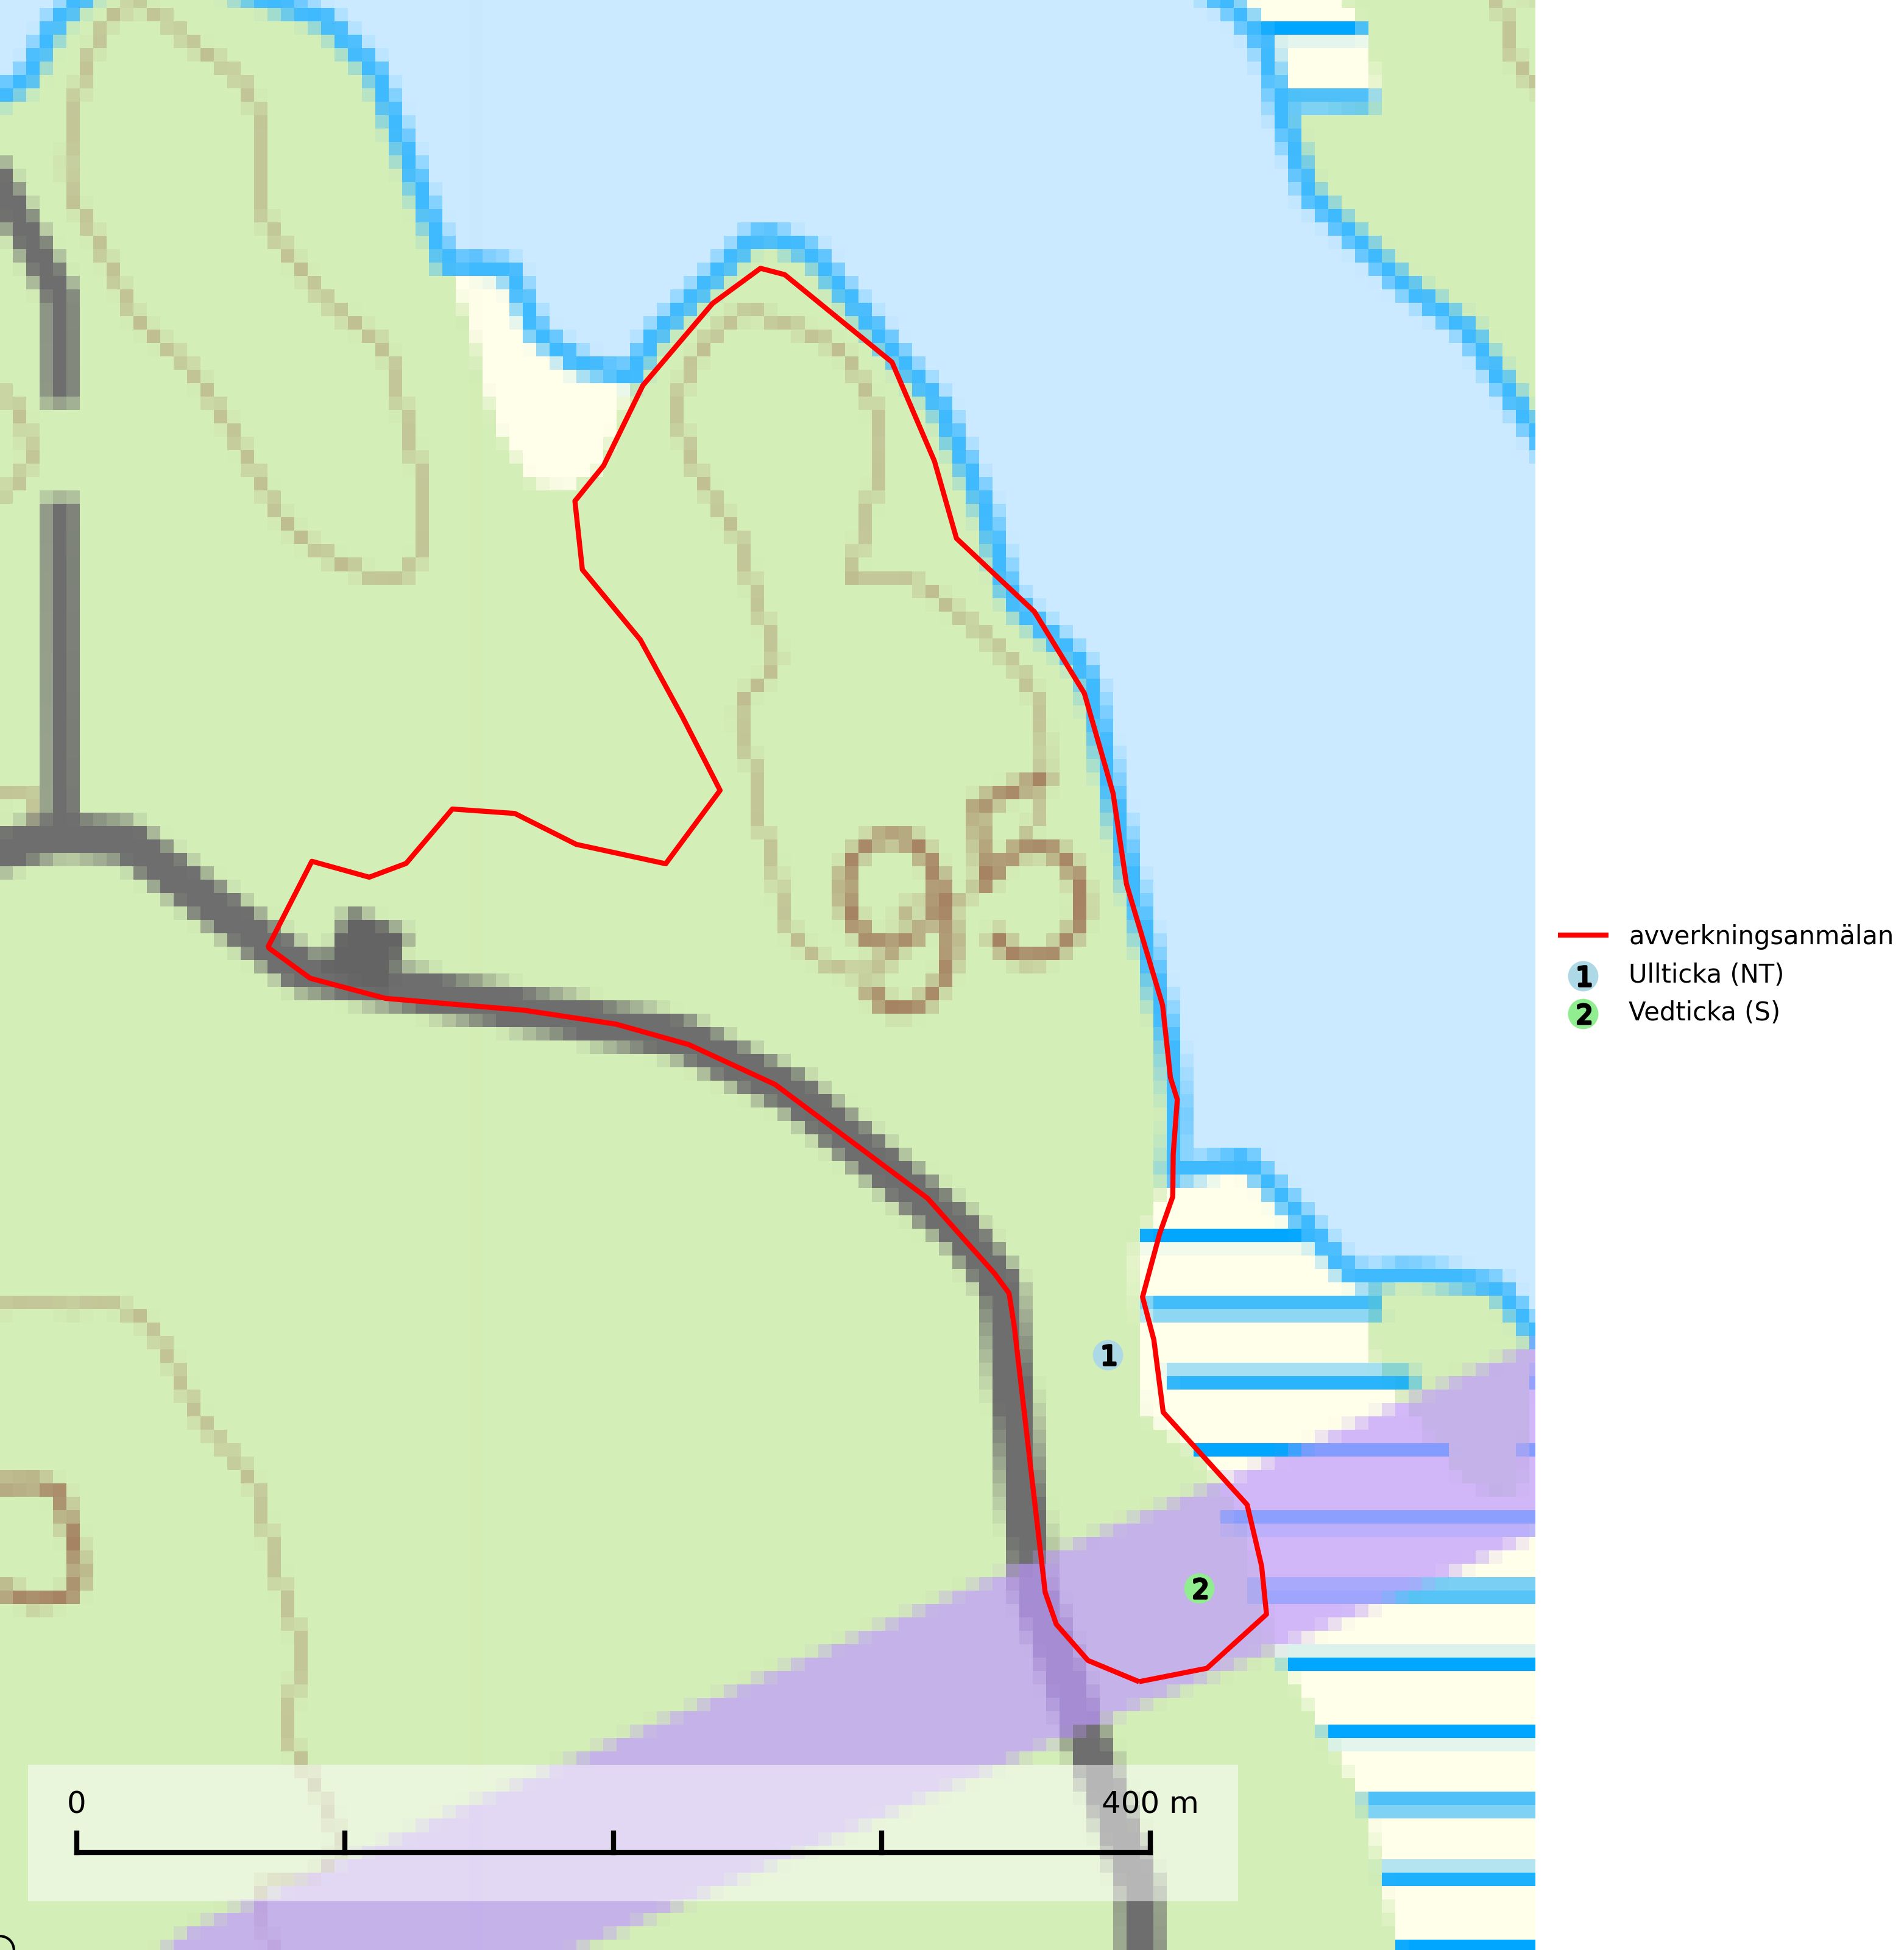 95
1
2
0 400 m
avverkningsanmälan
1 Ullticka (NT)
2 Vedticka (S)